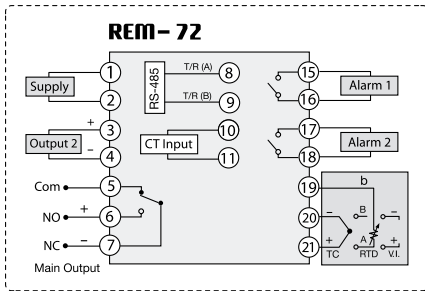 REM-72
Supply
1
2
+
Output 2
−
3
4
Com
5
NO
+
6
NC
−
7
Main Output
RS-485
T/R (A)
8
T/R (B)
9
CT Input
10
11
15
Alarm 1
16
17
Alarm 2
18
19
b
20
−
B
−
21
+
TC
A
RTD
+
V.I.